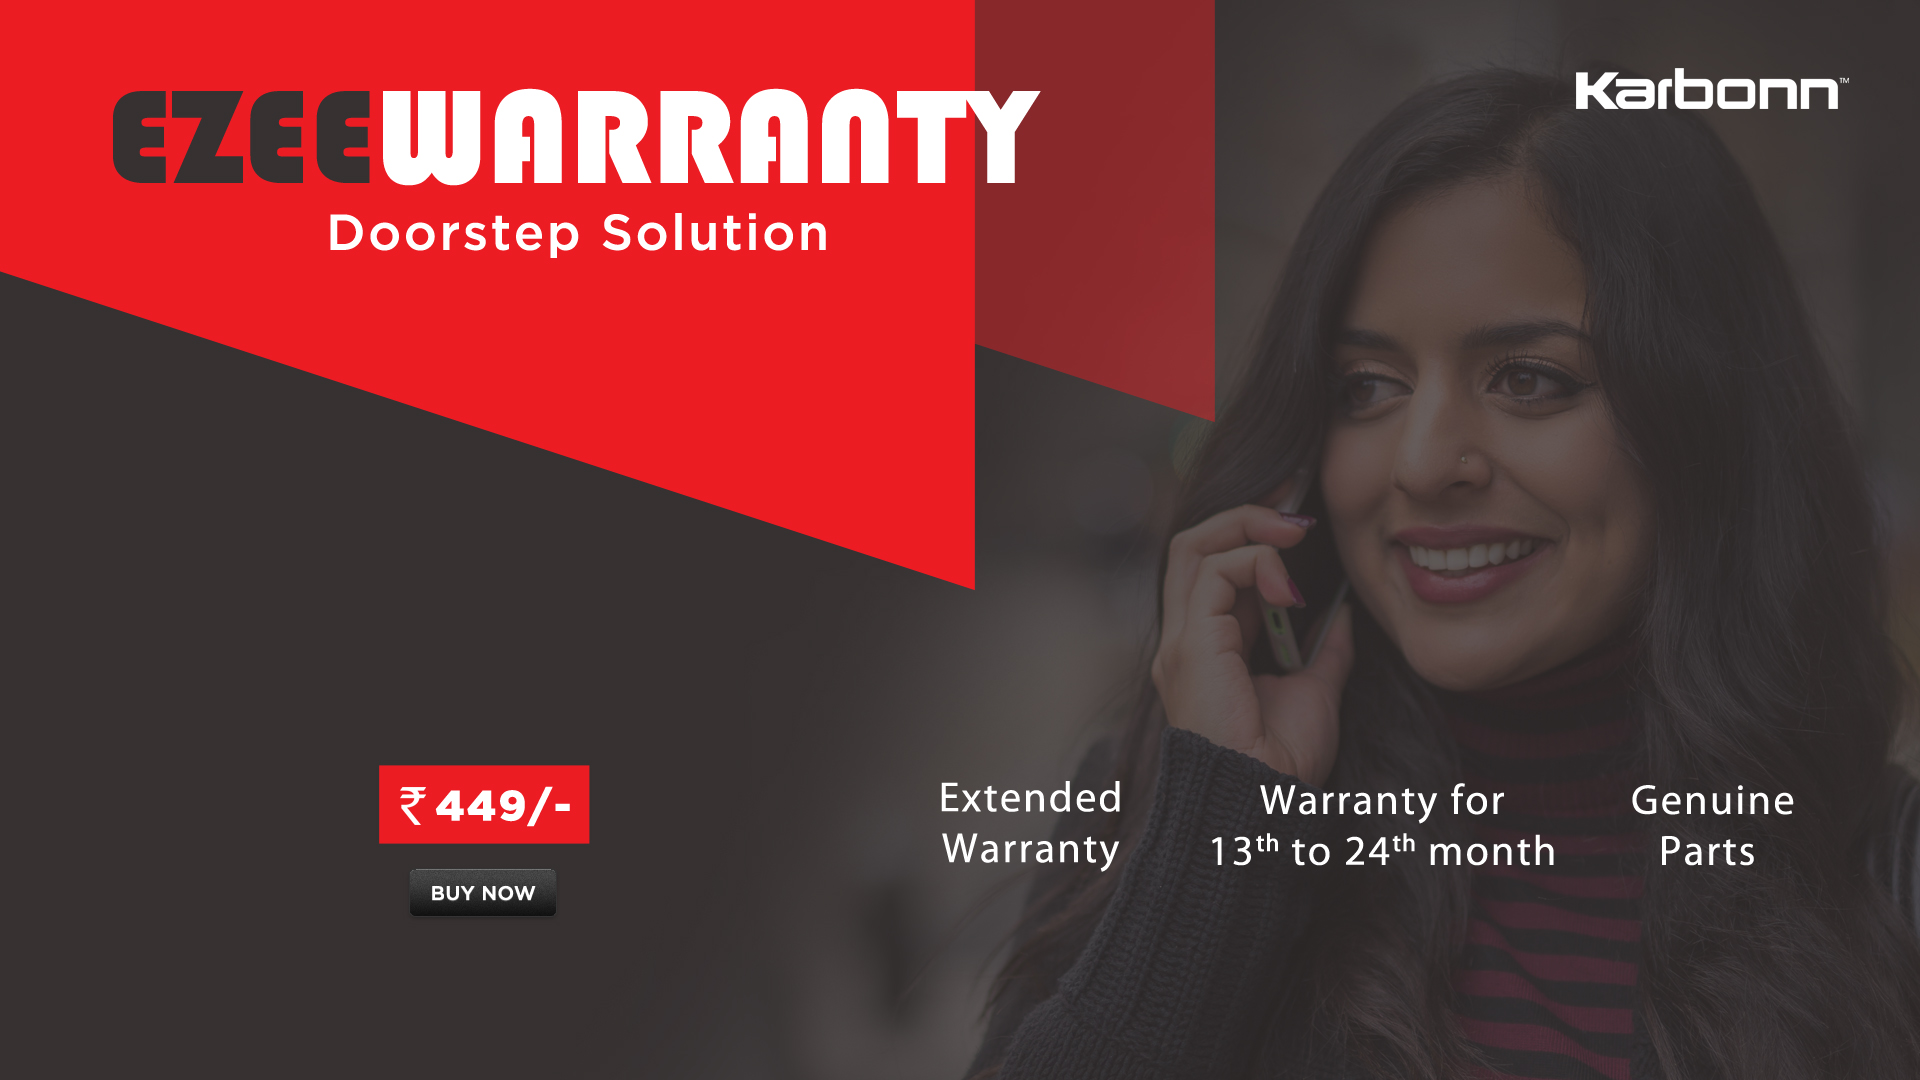 Karbonn™
EZEEWARRANTY
Doorstep Solution
₹ 449/-
BUY NOW
Extended
Warranty
Warranty for
13th to 24th month
Genuine
Parts